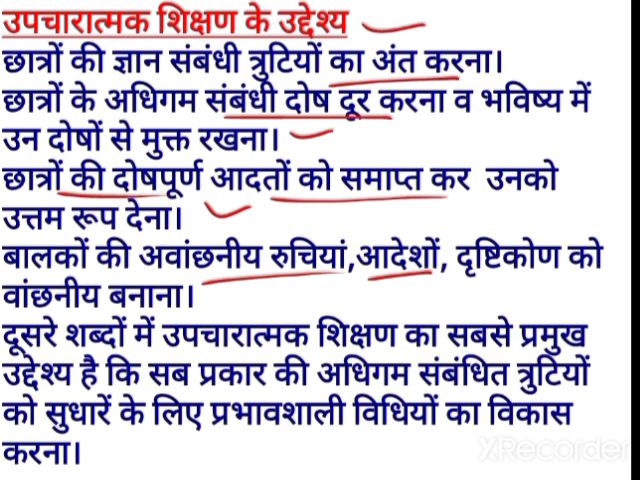 उपचारात्मक शिक्षण के उद्देश्य
छात्रों की ज्ञान संबंधी त्रुटियों का अंत करना।
छात्रों के अधिगम संबंधी दोष दूर करना व भविष्य में
उन दोषों से मुक्त रखना।
छात्रों की दोषपूर्ण आदतों को समाप्त कर उनको
उत्तम रूप देना।
बालकों की अवांछनीय रुचियां,आदेशों, दृष्टिकोण को
वांछनीय बनाना।
दूसरे शब्दों में उपचारात्मक शिक्षण का सबसे प्रमुख
उद्देश्य है कि सब प्रकार की अधिगम संबंधित त्रुटियों
को सुधारें के लिए प्रभावशाली विधियों का विकास
करना।
XRecorder